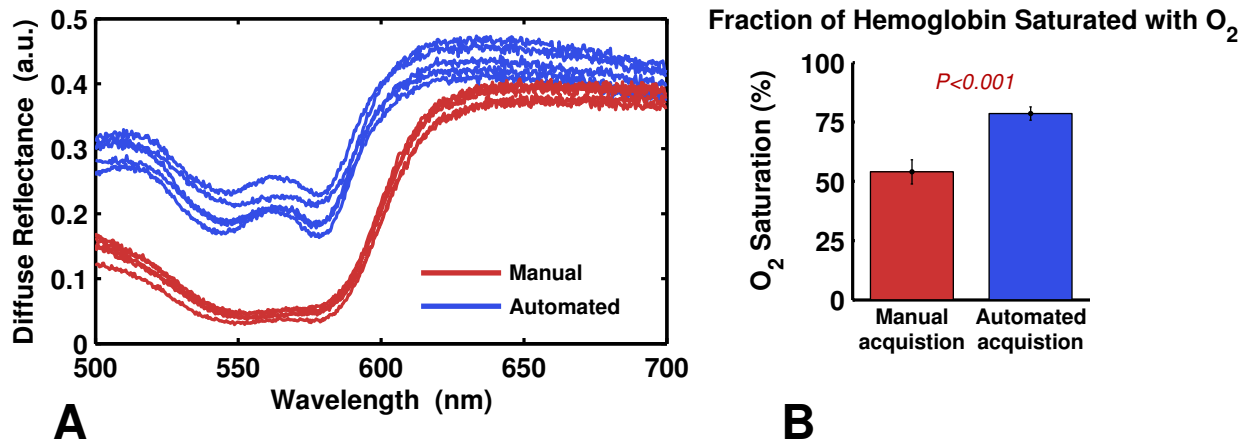 Diffuse Reflectance (a.u.)
0.5
0.4
0.3
0.2
0.1
0
500
550
600
650
700
Wavelength (nm)
Manual
Automated
A
Fraction of Hemoglobin Saturated with O2
O2 Saturation (%)
100
75
50
25
0
P<0.001
Manual
acquistion
Automated
acquistion
B